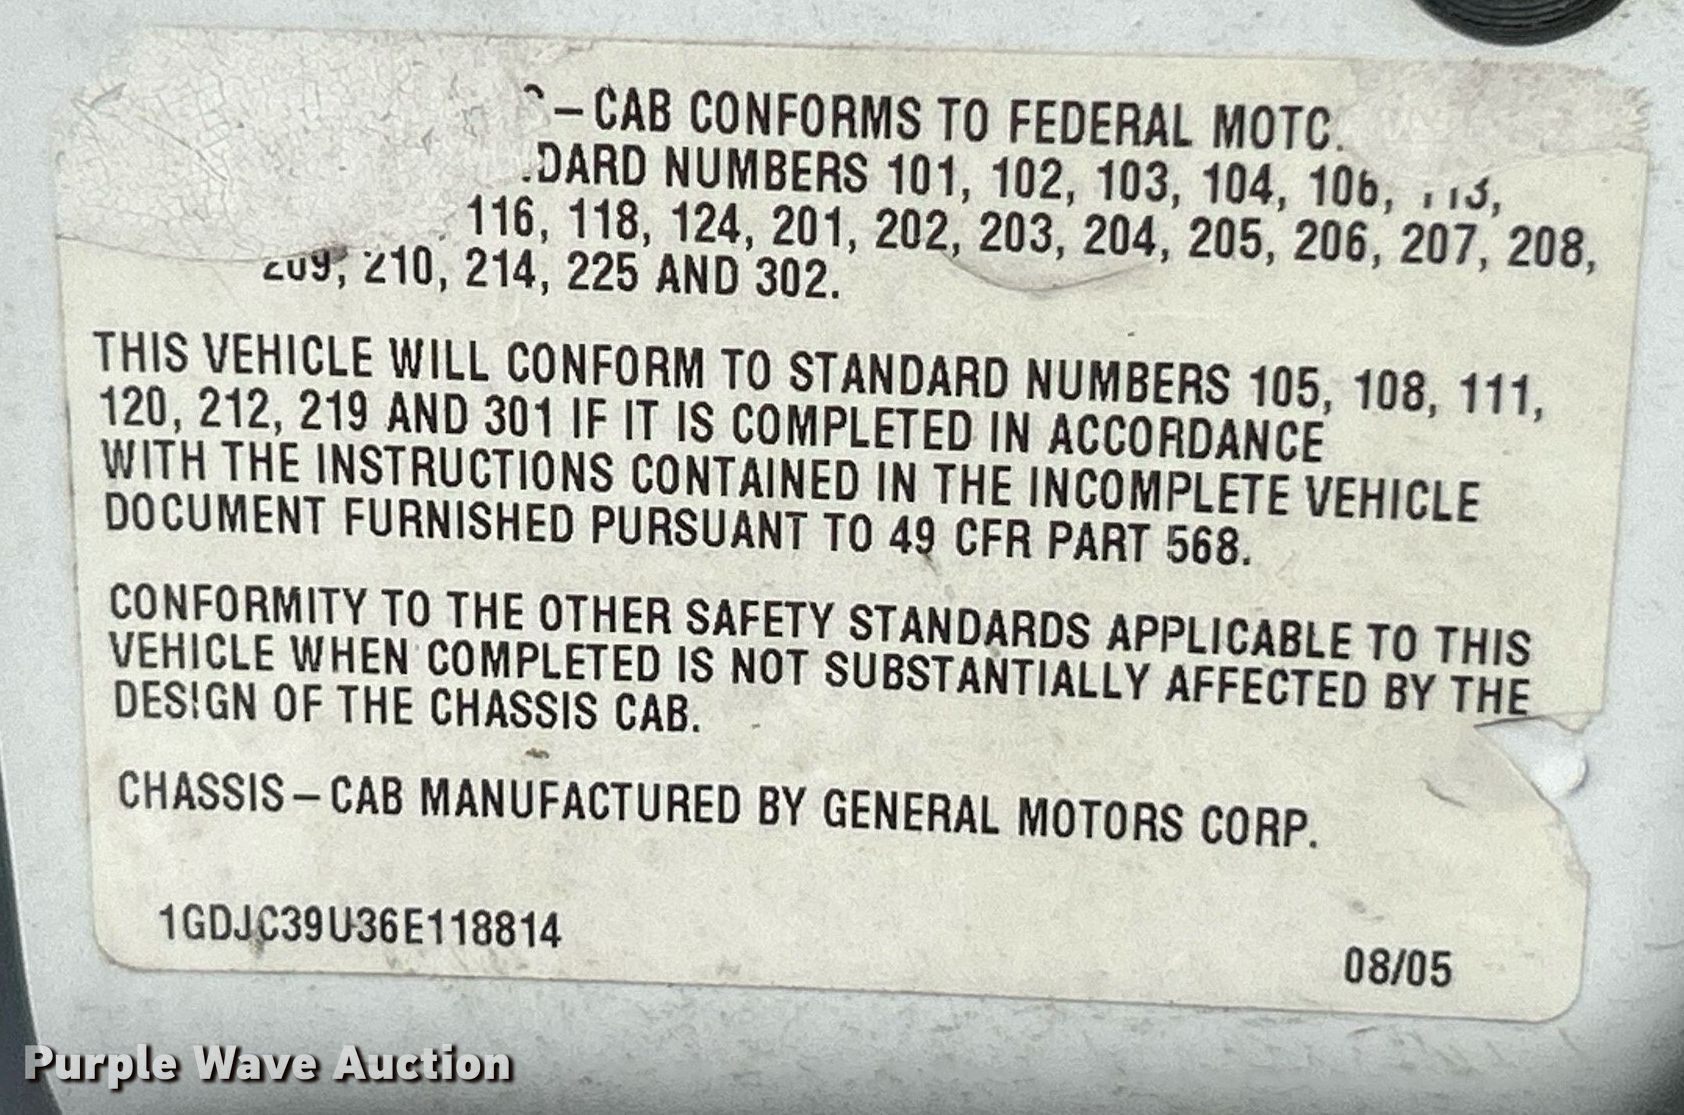 –CAB CONFORMS TO FEDERAL
NUMBERS 101, 102, 103, 104, 106,
116, 118, 124, 201, 202, 203, 204, 205, 206, 207, 208,
209, 210, 214, 225 AND 302.
THIS VEHICLE WILL CONFORM TO STANDARD NUMBERS 105, 108, 111,
120, 212, 219 AND 301 IF IT IS COMPLETED IN ACCORDANCE
WITH THE INSTRUCTIONS CONTAINED IN THE INCOMPLETE VEHICLE
DOCUMENT FURNISHED PURSUANT TO 49 CFR PART 568.
CONFORMITY TO THE OTHER SAFETY STANDARDS APPLICABLE TO THIS
VEHICLE WHEN COMPLETED IS NOT SUBSTANTIALLY AFFECTED BY THE
DESIGN OF THE CHASSIS CAB.
CHASSIS–CAB MANUFACTURED BY GENERAL MOTORS CORP.
1GDJC39U36E118814
08/05
Purple Wave Auction